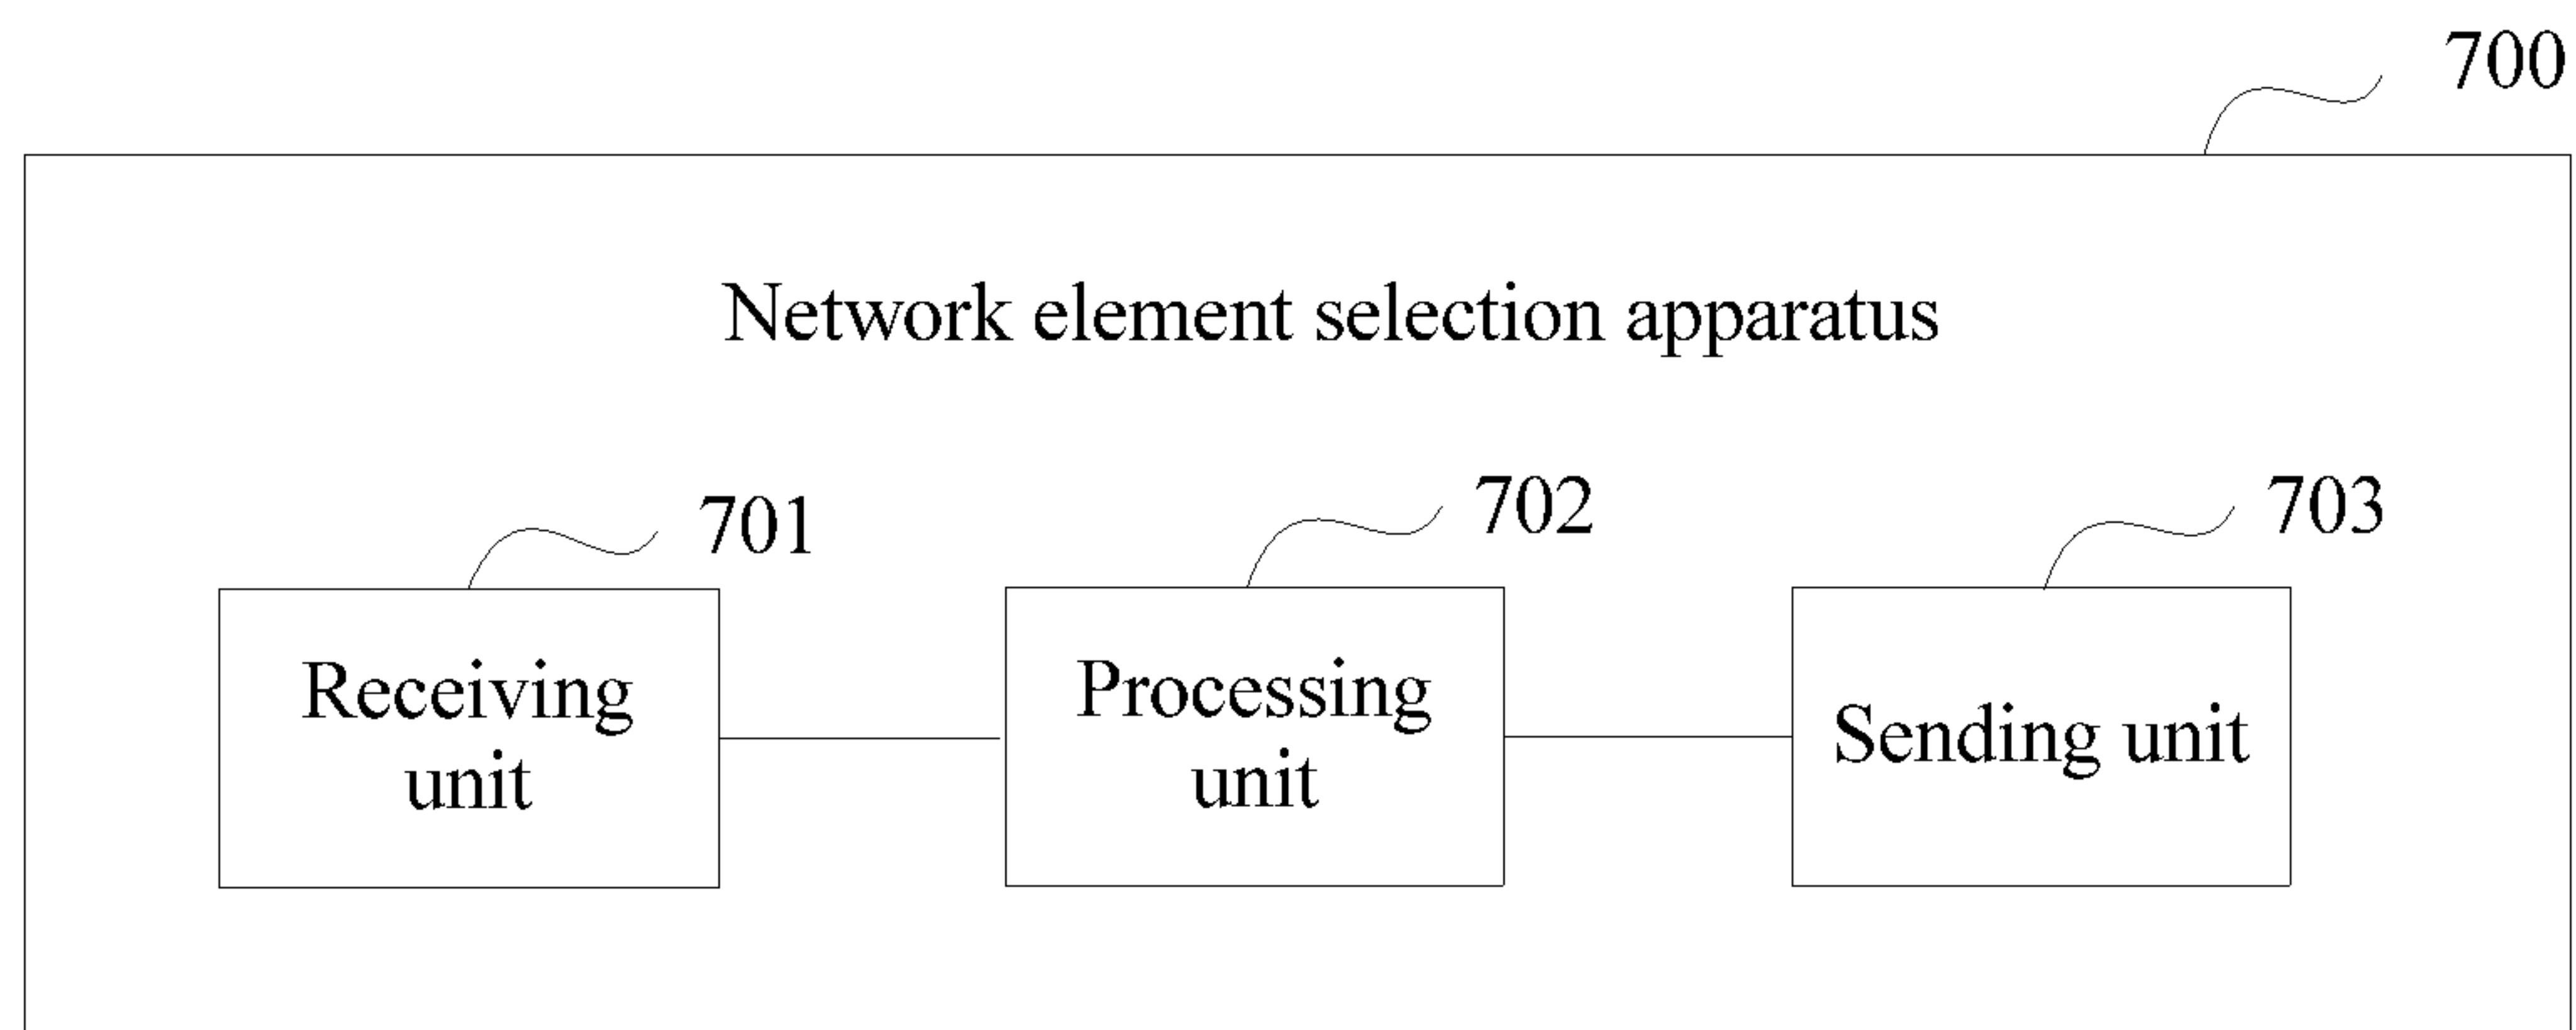 700
Network element selection apparatus
701
702
703
Receiving
unit
Processing
unit
Sending unit